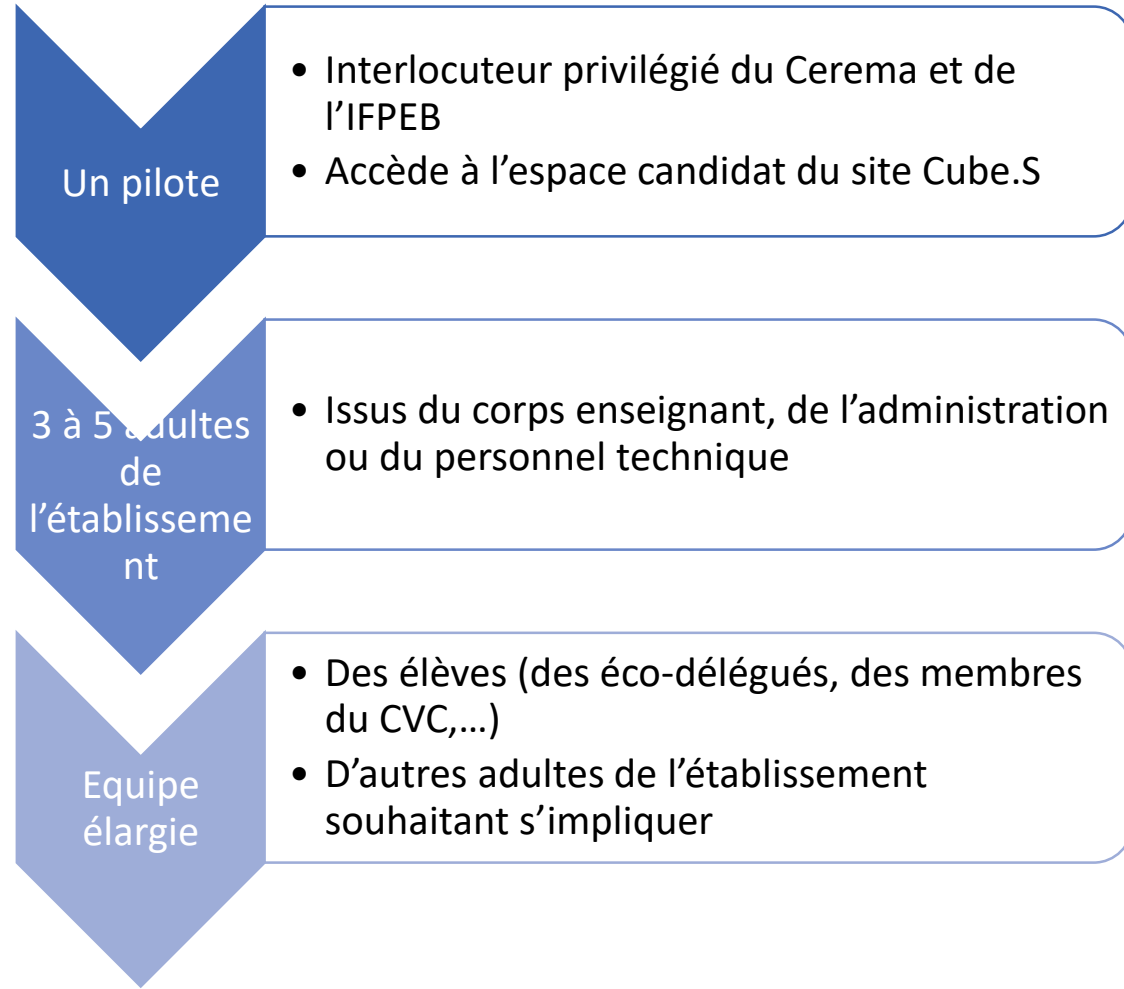 Un pilote
• Interlocuteur privilégié du Cerema et de
l’IFPEB
• Accède à l’espace candidat du site Cube.S
3 à 5 adultes
de
l’établisseme
nt
• Issus du corps enseignant, de l’administration
ou du personnel technique
Equipe
élargie
• Des élèves (des éco-délégués, des membres
du CVC,…)
• D’autres adultes de l’établissement
souhaitant s’impliquer